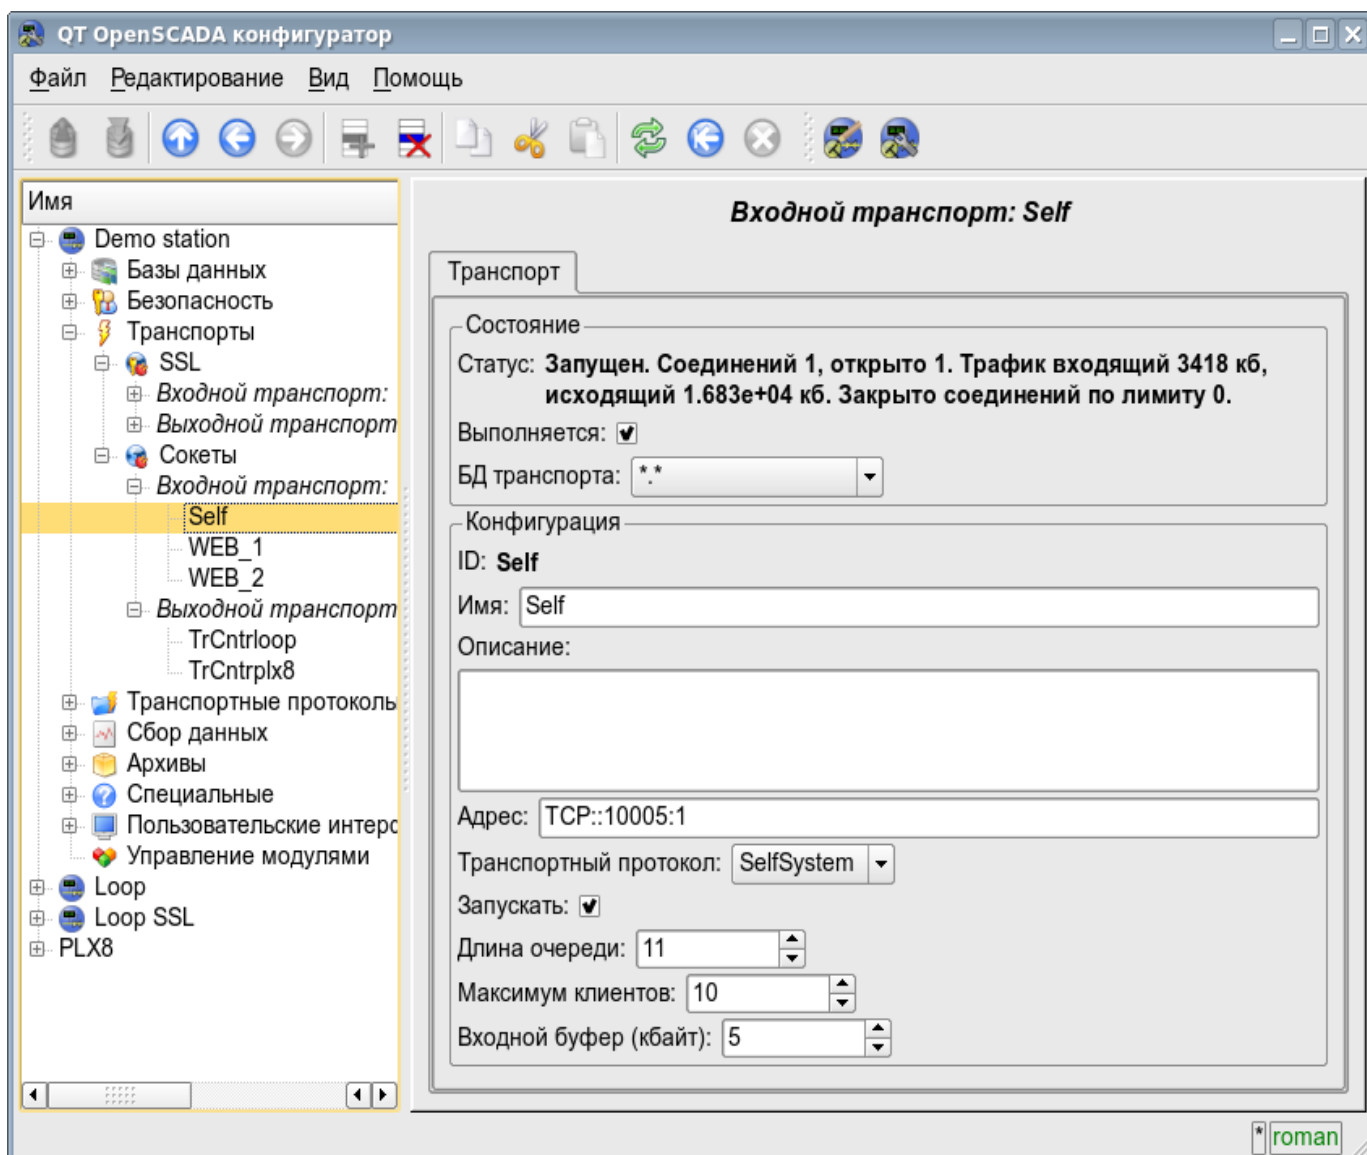 QT OpenSCADA конфигуратор
Файл Редактирование Вид Помощь
Имя
Demo station
Базы данных
Безопасность
Транспорты
SSL
Входной транспорт:
Выходной транспорт
Сокеты
Входной транспорт:
Self
WEB_1
WEB_2
Выходной транспорт
TrCntrloop
TrCntrplx8
Транспортные протоколы
Сбор данных
Архивы
Специальные
Пользовательские интерс
Управление модулями
Loop
Loop SSL
PLX8
Входной транспорт: Self
Транспорт
Состояние
Статус: Запущен. Соединений 1, открыто 1. Трафик входящий 3418 кб,
исходящий 1.683e+04 кб. Закрыто соединений по лимиту 0.
Выполняется:
БД транспорта: *.*
Конфигурация
ID: Self
Имя: Self
Описание:
Адрес: TCP::10005:1
Транспортный протокол: SelfSystem
Запускать:
Длина очереди: 11
Максимум клиентов: 10
Входной буфер (кбайт): 5
* roman